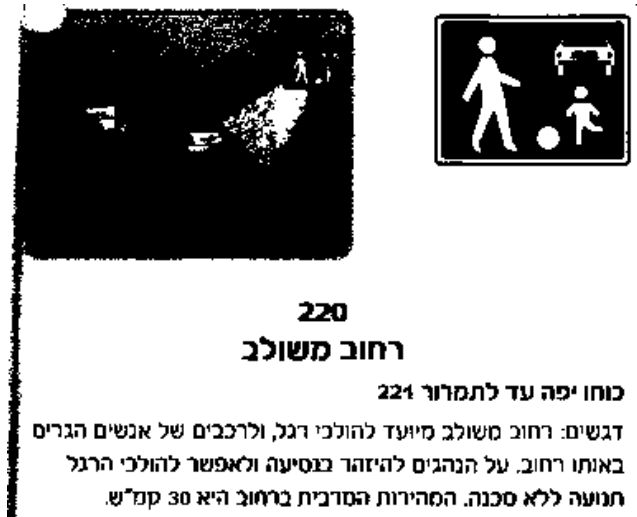 220
רחוב משולב
כוחו יפה עד לתמרור 221
דגשים: רחוב משולב מיועד להולכי רגל, ולרכבים של אנשים הגרים
באותו רחוב. על הנהגים להיזהר בנסיעה ולאפשר להולכי הרגל
תנועה ללא סכנה. המהירות המרבית ברחוב היא 30 קמ"ש.